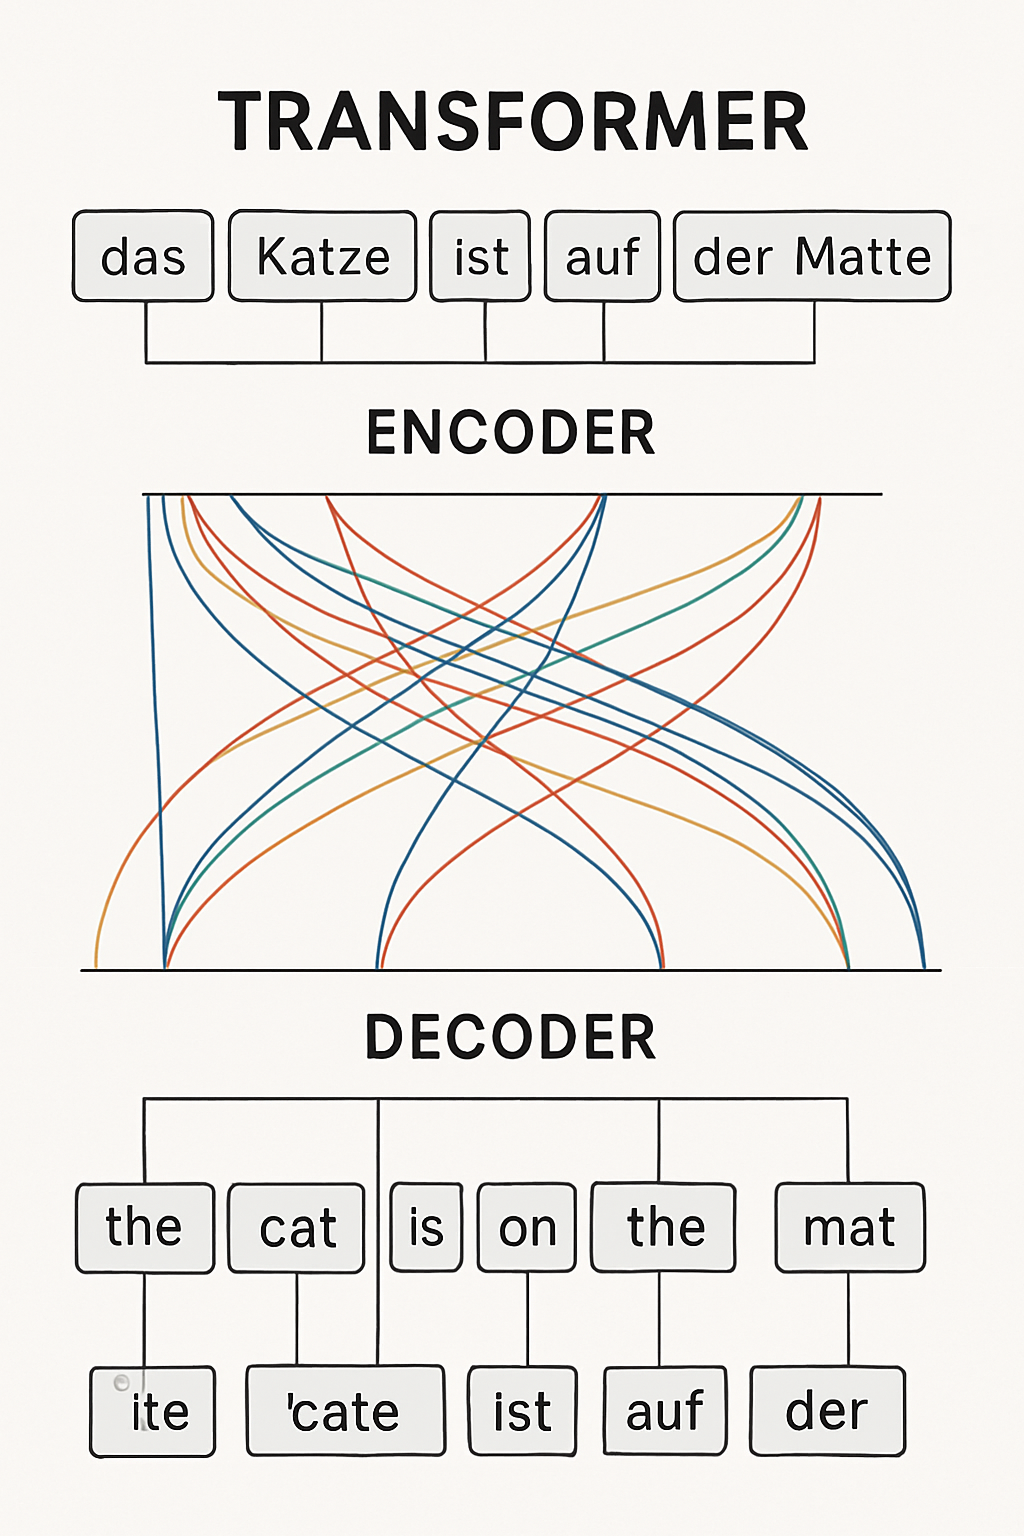 TRANSFORMER
das Katze ist auf der Matte
ENCODER
DECODER
the cat is on the mat
ite 'cate ist auf der